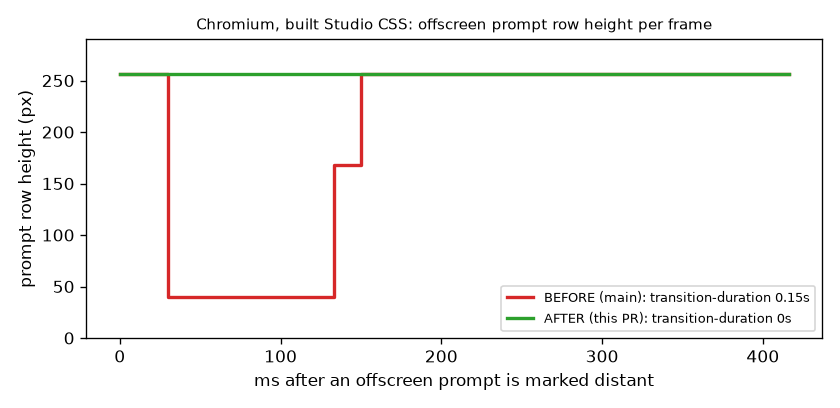 Chromium, built Studio CSS: offscreen prompt row height per frame
prompt row height (px)
250
200
150
100
50
0
BEFORE (main): transition-duration 0.15s
AFTER (this PR): transition-duration 0s
0 100 200 300 400
ms after an offscreen prompt is marked distant